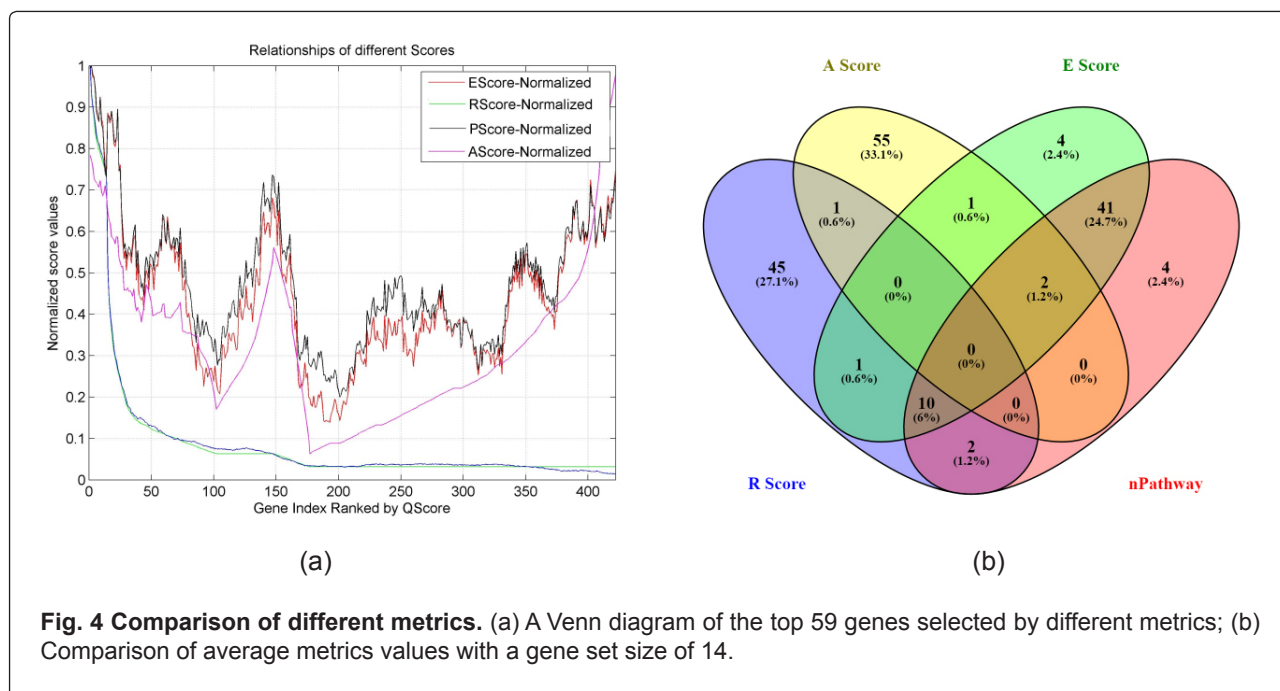 Relationships of different Scores
1
0.9
0.8
0.7
0.6
0.5
0.4
0.3
0.2
0.1
0
Normalized score values
EScore-Normalized
RScore-Normalized
PScore-Normalized
AScore-Normalized
0 50 100 150 200 250 300 350 400
Gene Index Ranked by QScore
(a)
A Score
E Score
55
(33.1%)
4
(2.4%)
1
(0.6%)
1
(0.6%)
41
(24.7%)
45
(27.1%)
0
(0%)
2
(1.2%)
4
(2.4%)
1
(0.6%)
0
(0%)
0
(0%)
10
(6%)
0
(0%)
2
(1.2%)
R Score
nPathway
(b)
Fig. 4 Comparison of different metrics. (a) A Venn diagram of the top 59 genes selected by different metrics; (b)
Comparison of average metrics values with a gene set size of 14.